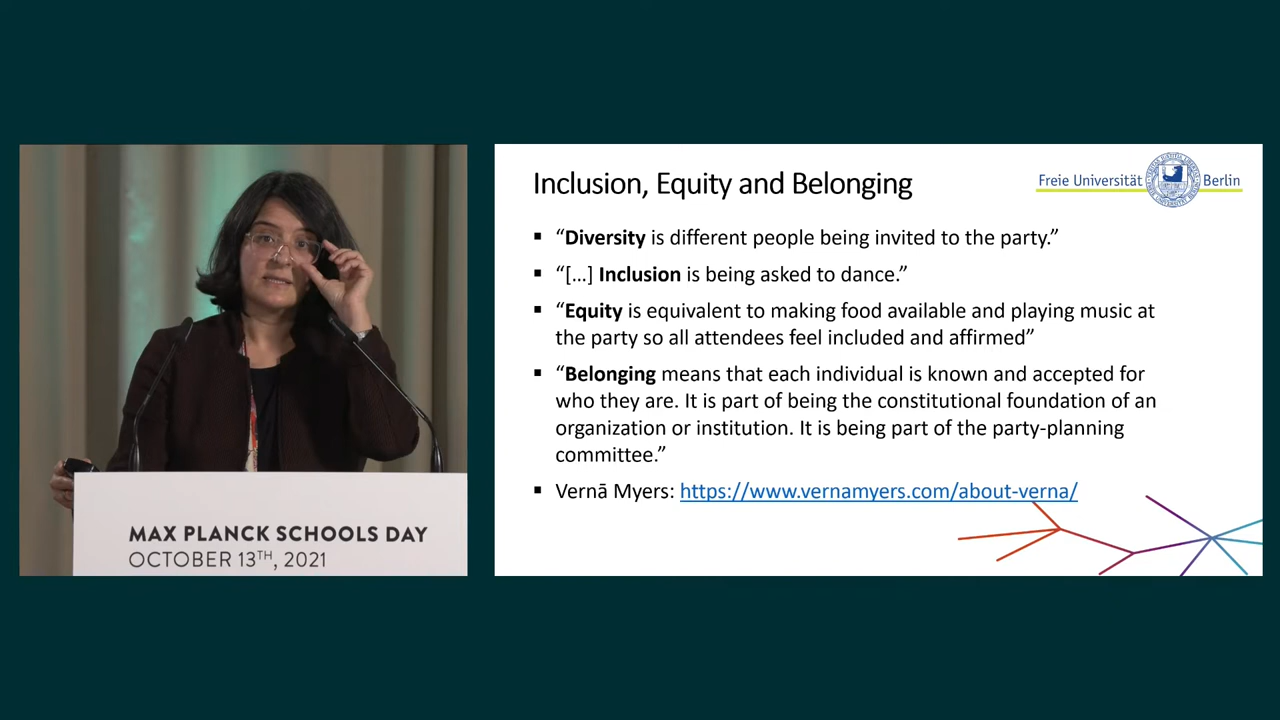 MAX PLANCK SCHOOLS DAY
OCTOBER 13TH, 2021
Inclusion, Equity and Belonging
Freie Universität Berlin
▪ “Diversity is different people being invited to the party.”
▪ “[…] Inclusion is being asked to dance.”
▪ “Equity is equivalent to making food available and playing music at
the party so all attendees feel included and affirmed”
▪ “Belonging means that each individual is known and accepted for
who they are. It is part of being the constitutional foundation of an
organization or institution. It is being part of the party-planning
committee.”
▪ Vernā Myers: https://www.vernamyers.com/about-verna/